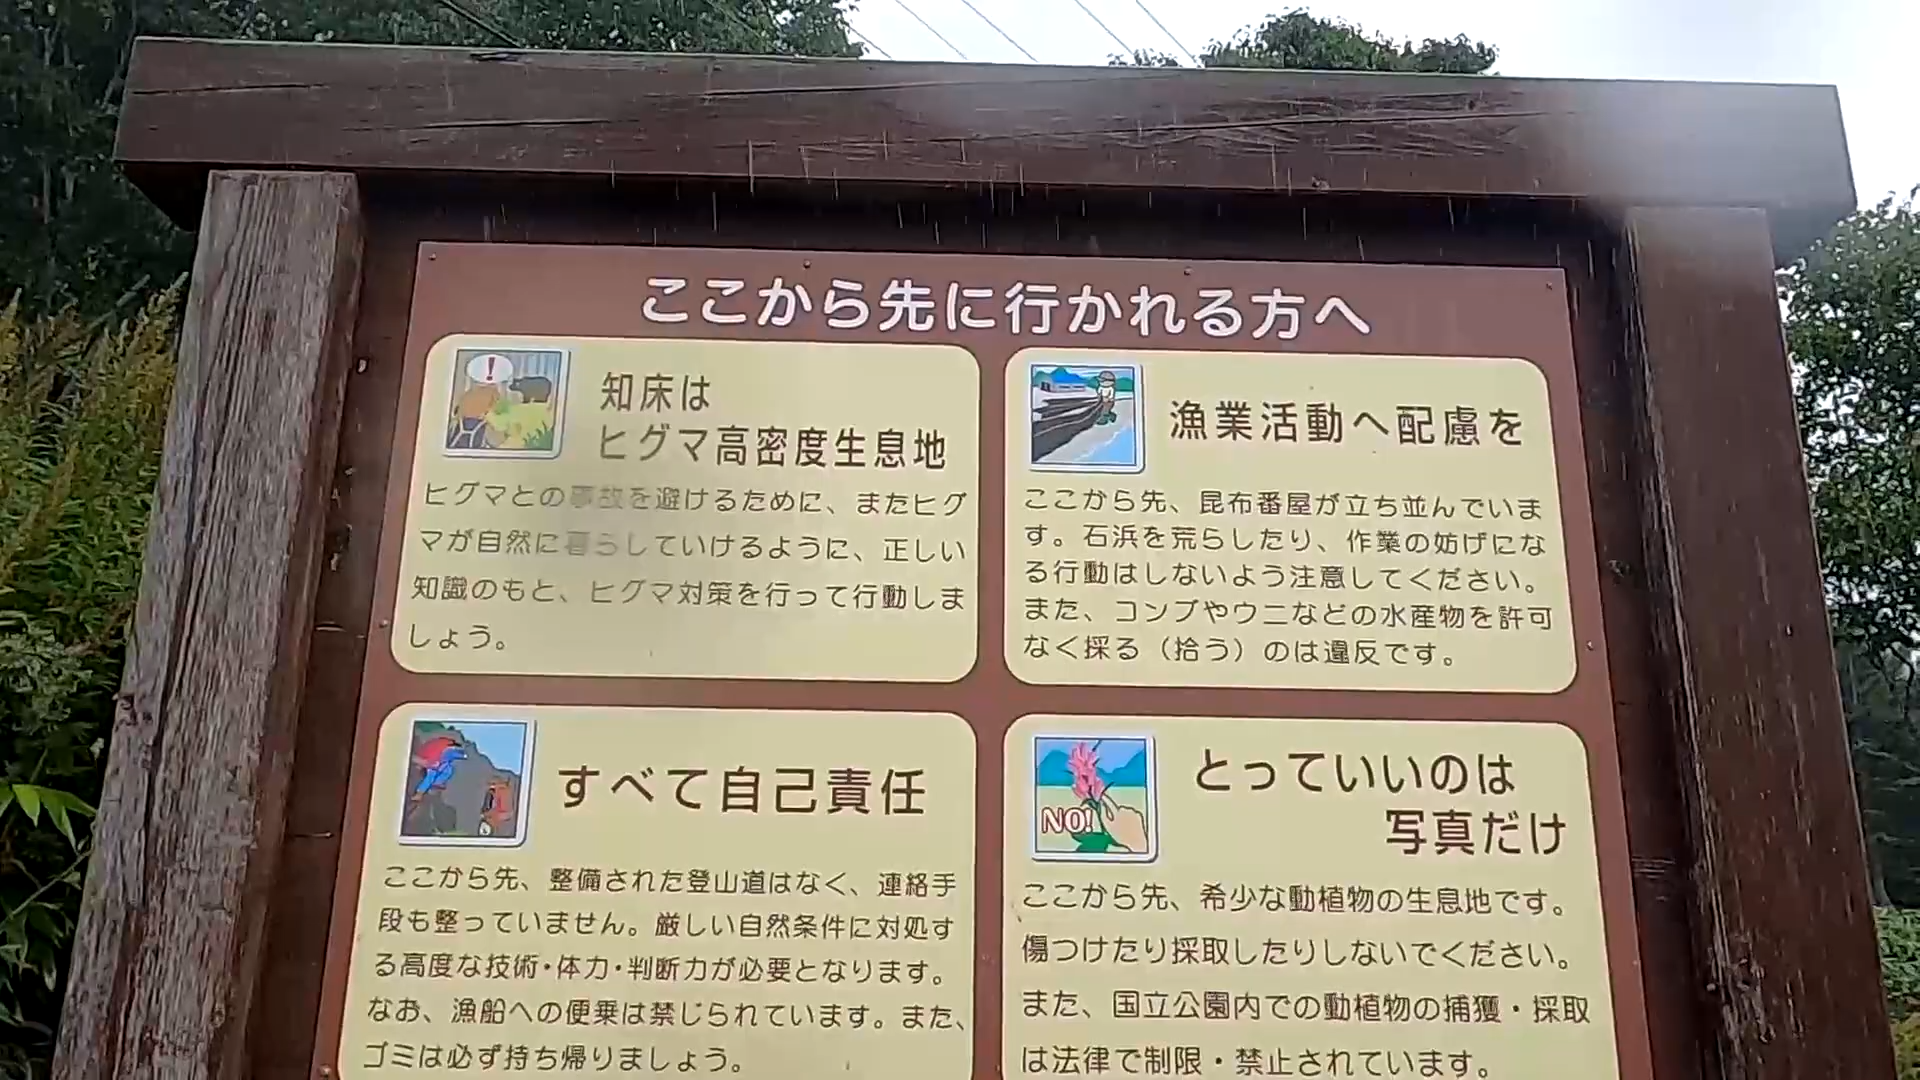 ここから先に行かれる方へ
!
知床は
ヒグマ高密度生息地
ヒグマとの事故を避けるために、またヒグ
マが自然に暮らしていけるように、正しい
知識のもと、ヒグマ対策を行って行動しま
しょう。
漁業活動へ配慮を
ここから先、昆布番屋が立ち並んでいま
す。石浜を荒らしたり、作業の妨げにな
る行動はしないよう注意してください。
また、コンブやウニなどの水産物を許可
なく採る（拾う）のは違反です。
すべて自己責任
ここから先、整備された登山道はなく、連絡手
段も整っていません。厳しい自然条件に対処す
る高度な技術・体力・判断力が必要となります。
なお、漁船への便乗は禁じられています。また、
ゴミは必ず持ち帰りましょう。
NO!
とっていいのは
写真だけ
ここから先、希少な動植物の生息地です。
傷つけたり採取したりしないでください。
また、国立公園内での動植物の捕獲・採取
は法律で制限・禁止されています。